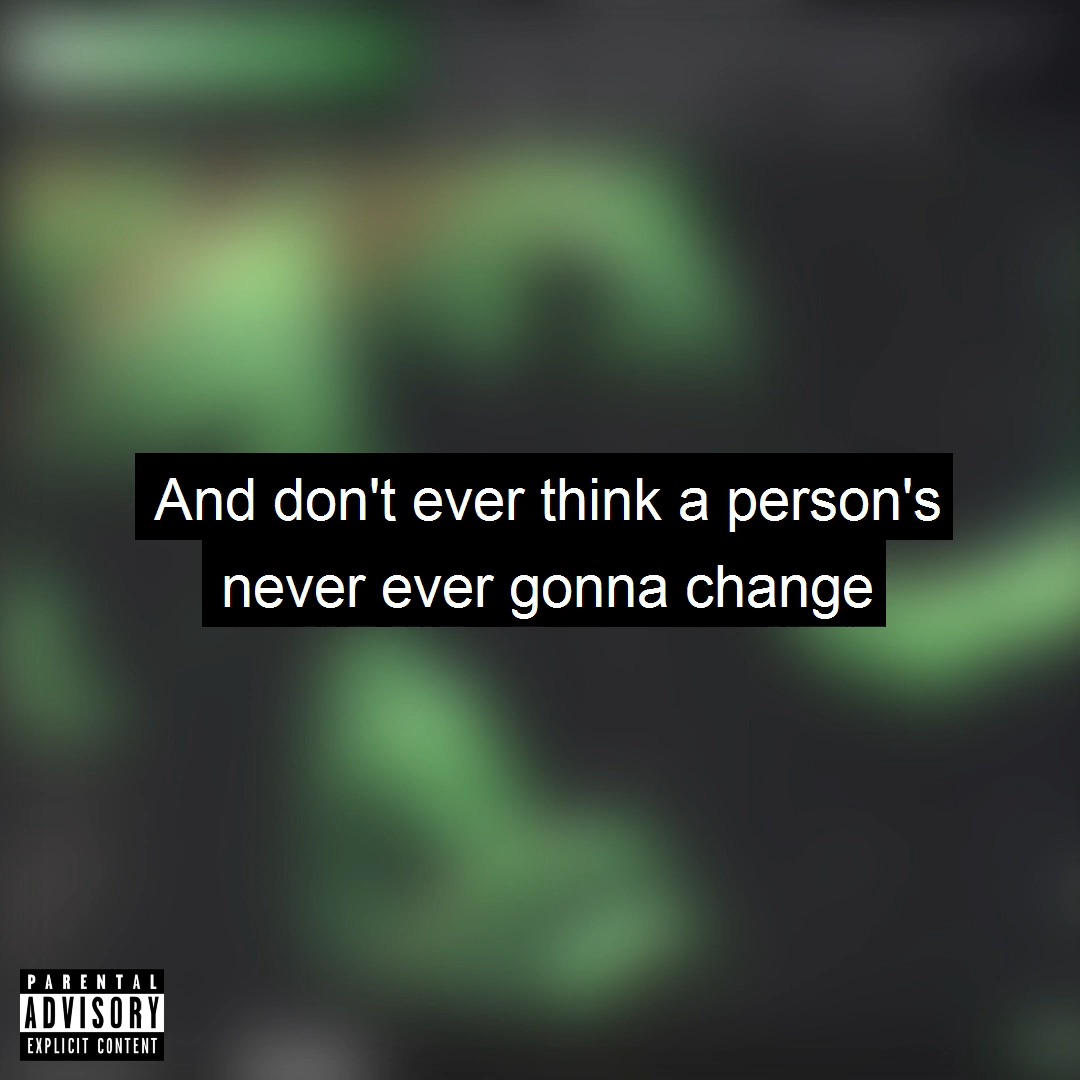 And don't ever think a person's
never ever gonna change
PARENTAL
ADVISORY
EXPLICIT CONTENT